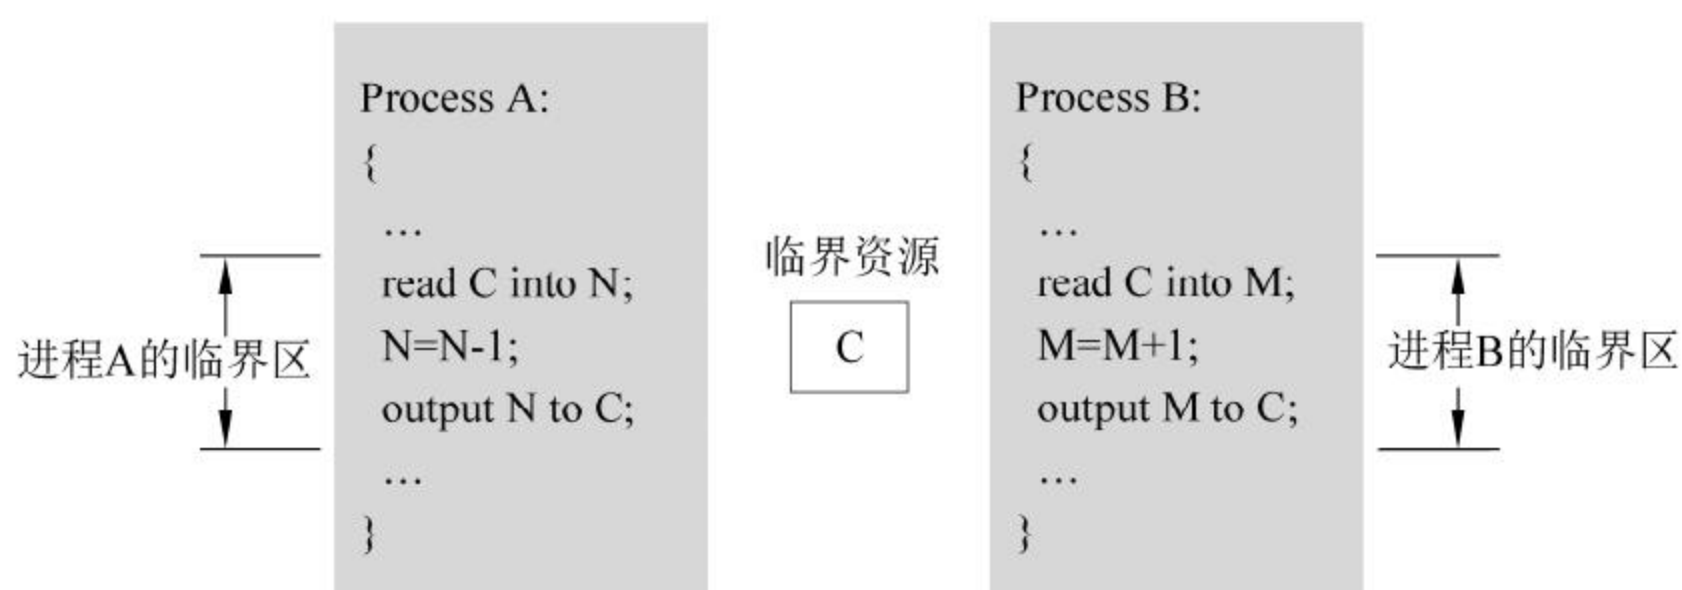 Process A:
{
…
read C into N;
N=N-1;
output N to C;
…
}
进程A的临界区
临界资源
C
Process B:
{
…
read C into M;
M=M+1;
output M to C;
…
}
进程B的临界区